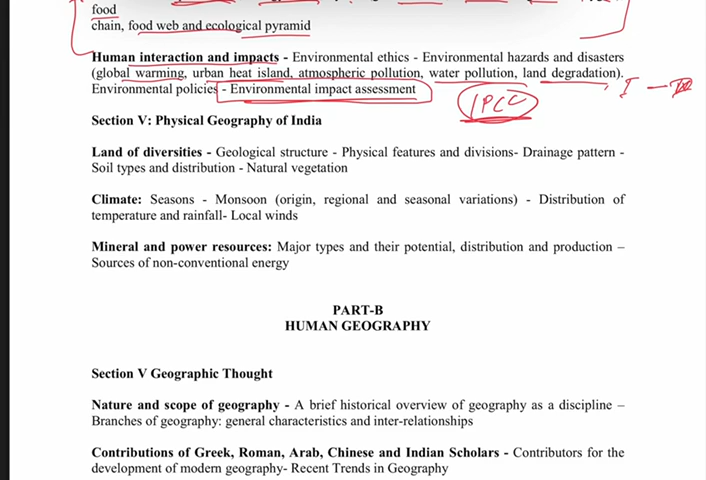 food
chain, food web and ecological pyramid
Human interaction and impacts - Environmental ethics - Environmental hazards and disasters
(global warming, urban heat island, atmospheric pollution, water pollution, land degradation).
Environmental policies - Environmental impact assessment
IPCC
Section V: Physical Geography of India
Land of diversities - Geological structure - Physical features and divisions- Drainage pattern -
Soil types and distribution - Natural vegetation
Climate: Seasons - Monsoon (origin, regional and seasonal variations) - Distribution of
temperature and rainfall- Local winds
Mineral and power resources: Major types and their potential, distribution and production –
Sources of non-conventional energy
PART-B
HUMAN GEOGRAPHY
Section V Geographic Thought
Nature and scope of geography - A brief historical overview of geography as a discipline –
Branches of geography: general characteristics and inter-relationships
Contributions of Greek, Roman, Arab, Chinese and Indian Scholars - Contributors for the
development of modern geography- Recent Trends in Geography